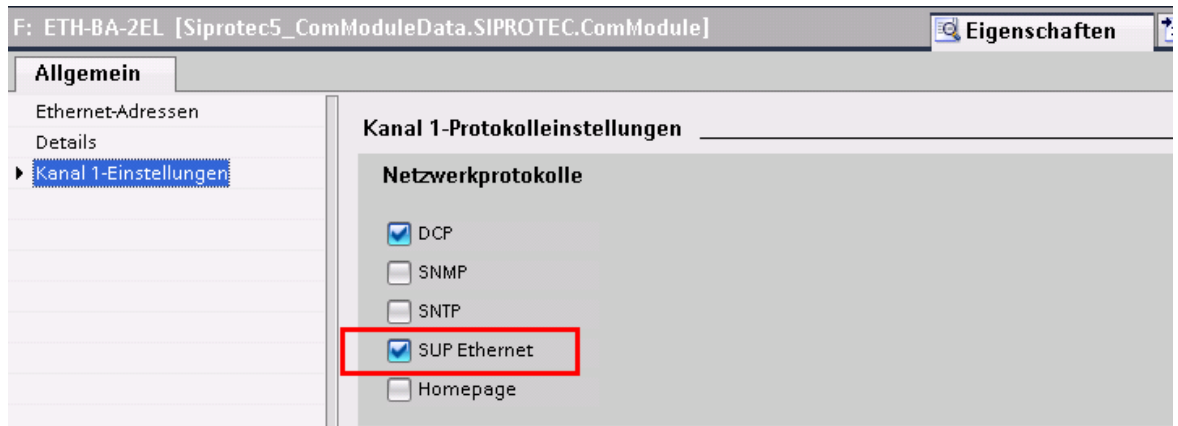 F: ETH-BA-2EL [Siprotec5_ComModuleData.SIPROTEC.ComModule]
Eigenschaften
Allgemein
Ethernet-Adressen
Details
Kanal 1-Einstellungen
Kanal 1-Protokolleinstellungen
Netzwerkprotokolle
DCP
SNMP
SNTP
SUP Ethernet
Homepage